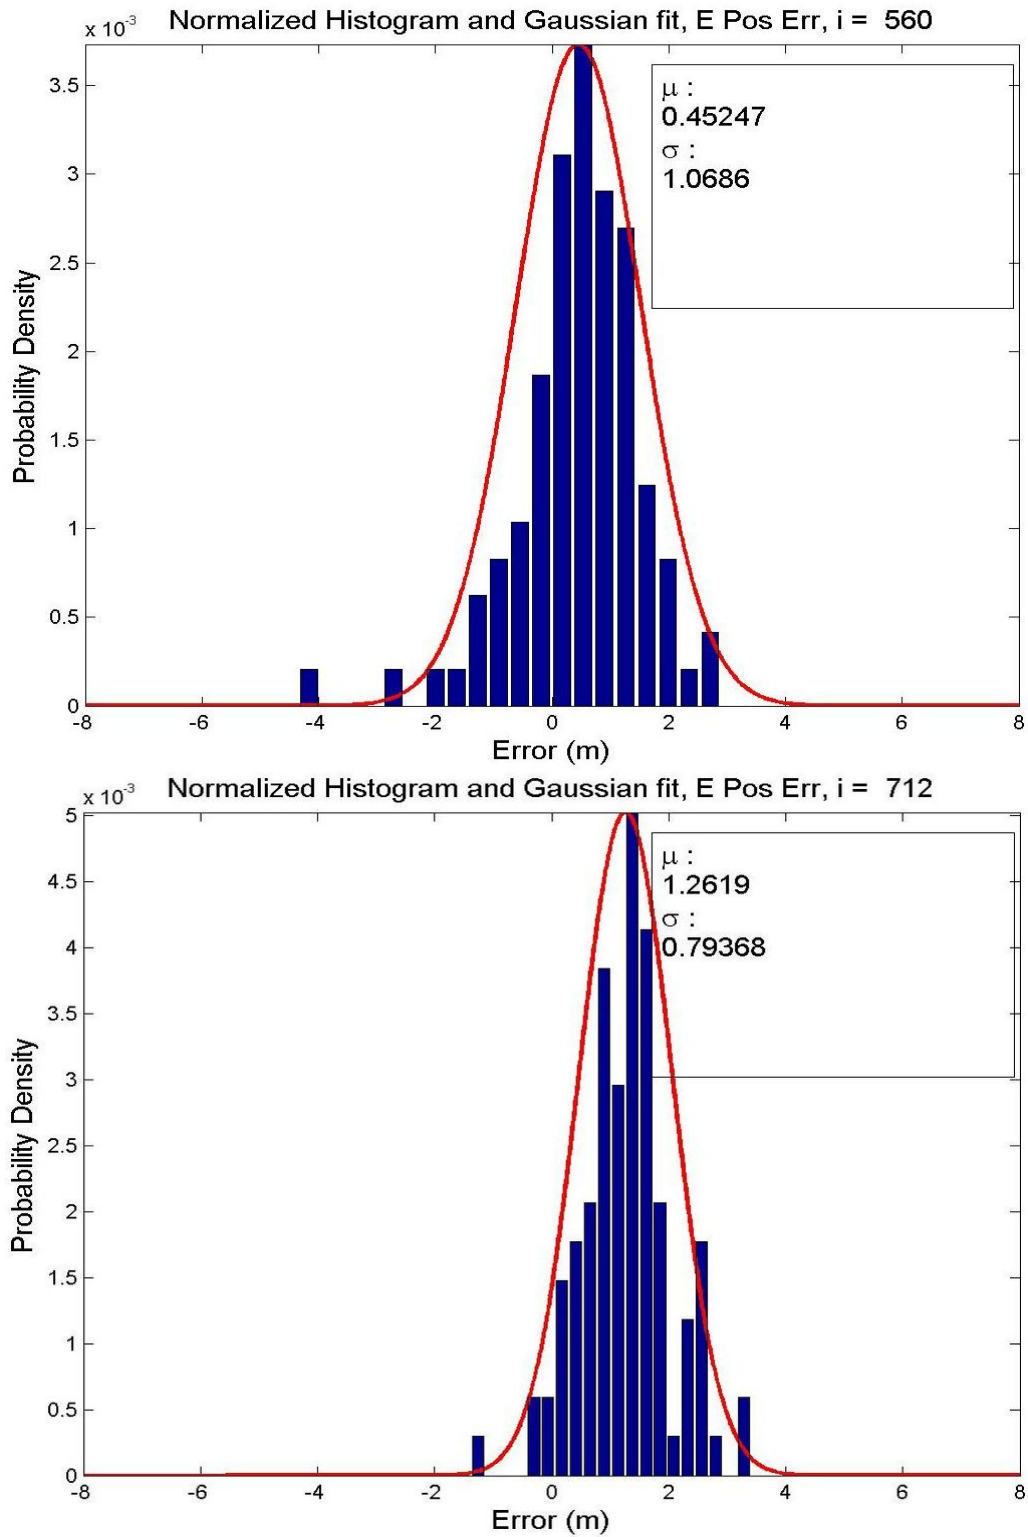 Normalized Histogram and Gaussian fit, E Pos Err, i = 560
x 10-3
μ :
0.45247
σ :
1.0686
3.5
3
2.5
2
1.5
1
0.5
0
Probability Density
-8 -6 -4 -2 0 2 4 6 8
Error (m)
Normalized Histogram and Gaussian fit, E Pos Err, i = 712
x 10-3
μ :
1.2619
σ :
0.79368
5
4.5
4
3.5
3
2.5
2
1.5
1
0.5
0
Probability Density
-8 -6 -4 -2 0 2 4 6 8
Error (m)